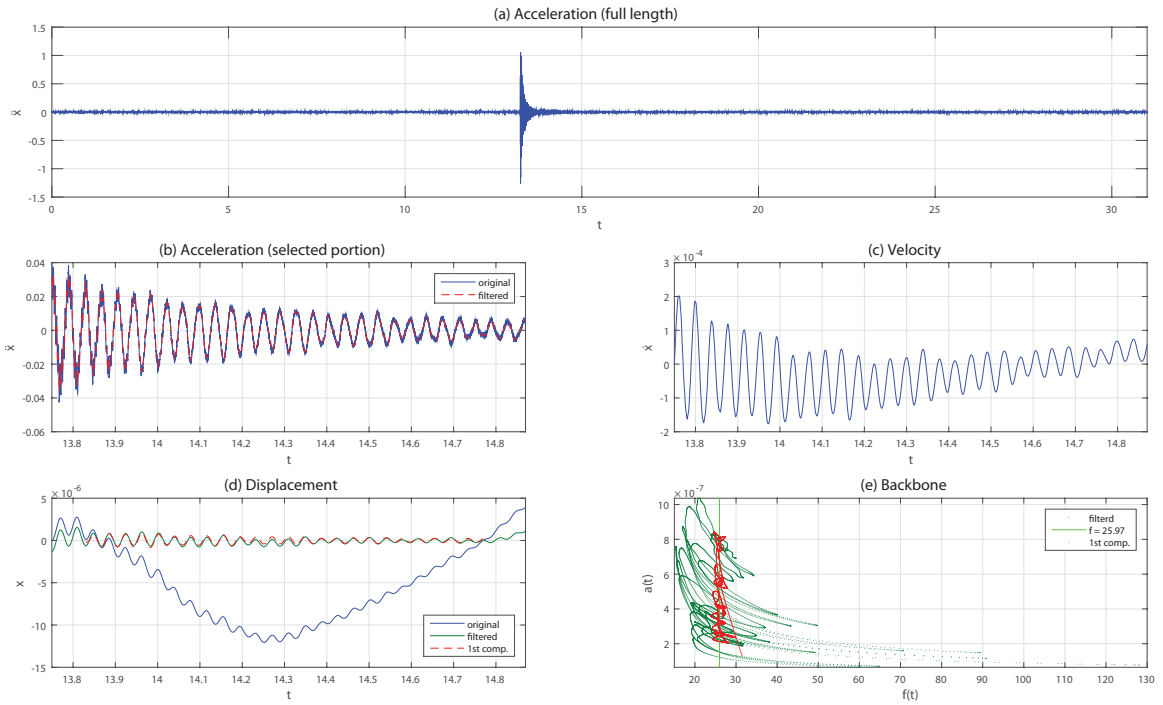 (a) Acceleration (full length)
1.5
1
0.5
0
-0.5
-1
-1.5
ẍ
0 5 10 15 20 25 30
t
(b) Acceleration (selected portion)
0.04
0.02
0
-0.02
-0.04
-0.06
ẍ
original
filtered
13.8 13.9 14 14.1 14.2 14.3 14.4 14.5 14.6 14.7 14.8
t
(c) Velocity
× 10⁻⁴
3
2
1
0
-1
-2
ẋ
13.8 13.9 14 14.1 14.2 14.3 14.4 14.5 14.6 14.7 14.8
t
(d) Displacement
× 10⁻⁶
5
0
-5
-10
-15
x
original
filtered
1st comp.
13.8 13.9 14 14.1 14.2 14.3 14.4 14.5 14.6 14.7 14.8
t
(e) Backbone
× 10⁻⁷
10
8
6
4
2
a(t)
filterd
f = 25.97
1st comp.
20 30 40 50 60 70 80 90 100 110 120 130
f(t)